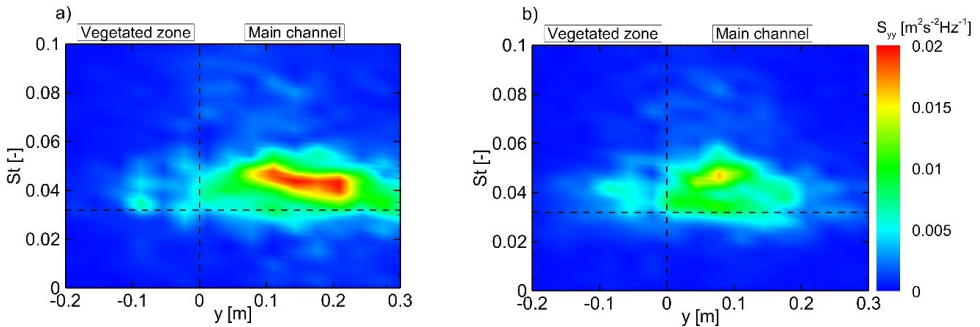 a)
Vegetated zone Main channel
0.1
0.08
0.06
0.04
0.02
0
St [-]
-0.2 -0.1 0 0.1 0.2 0.3
y [m]
b)
Vegetated zone Main channel
0.1
0.08
0.06
0.04
0.02
0
St [-]
-0.2 -0.1 0 0.1 0.2 0.3
y [m]
Syy [m²s⁻²Hz⁻¹]
0.02
0.015
0.01
0.005
0